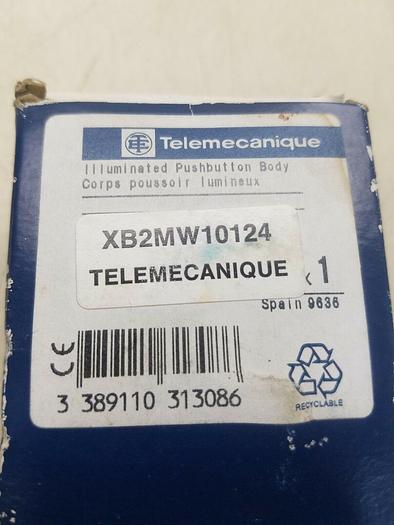 Telemecanique
Illuminated Pushbutton Body
Corps poussoir lumineux
XB2MW10124
TELEMECANIQUE
x1
Spain 9636
CE
3 389110 313086
RECYCLABLE